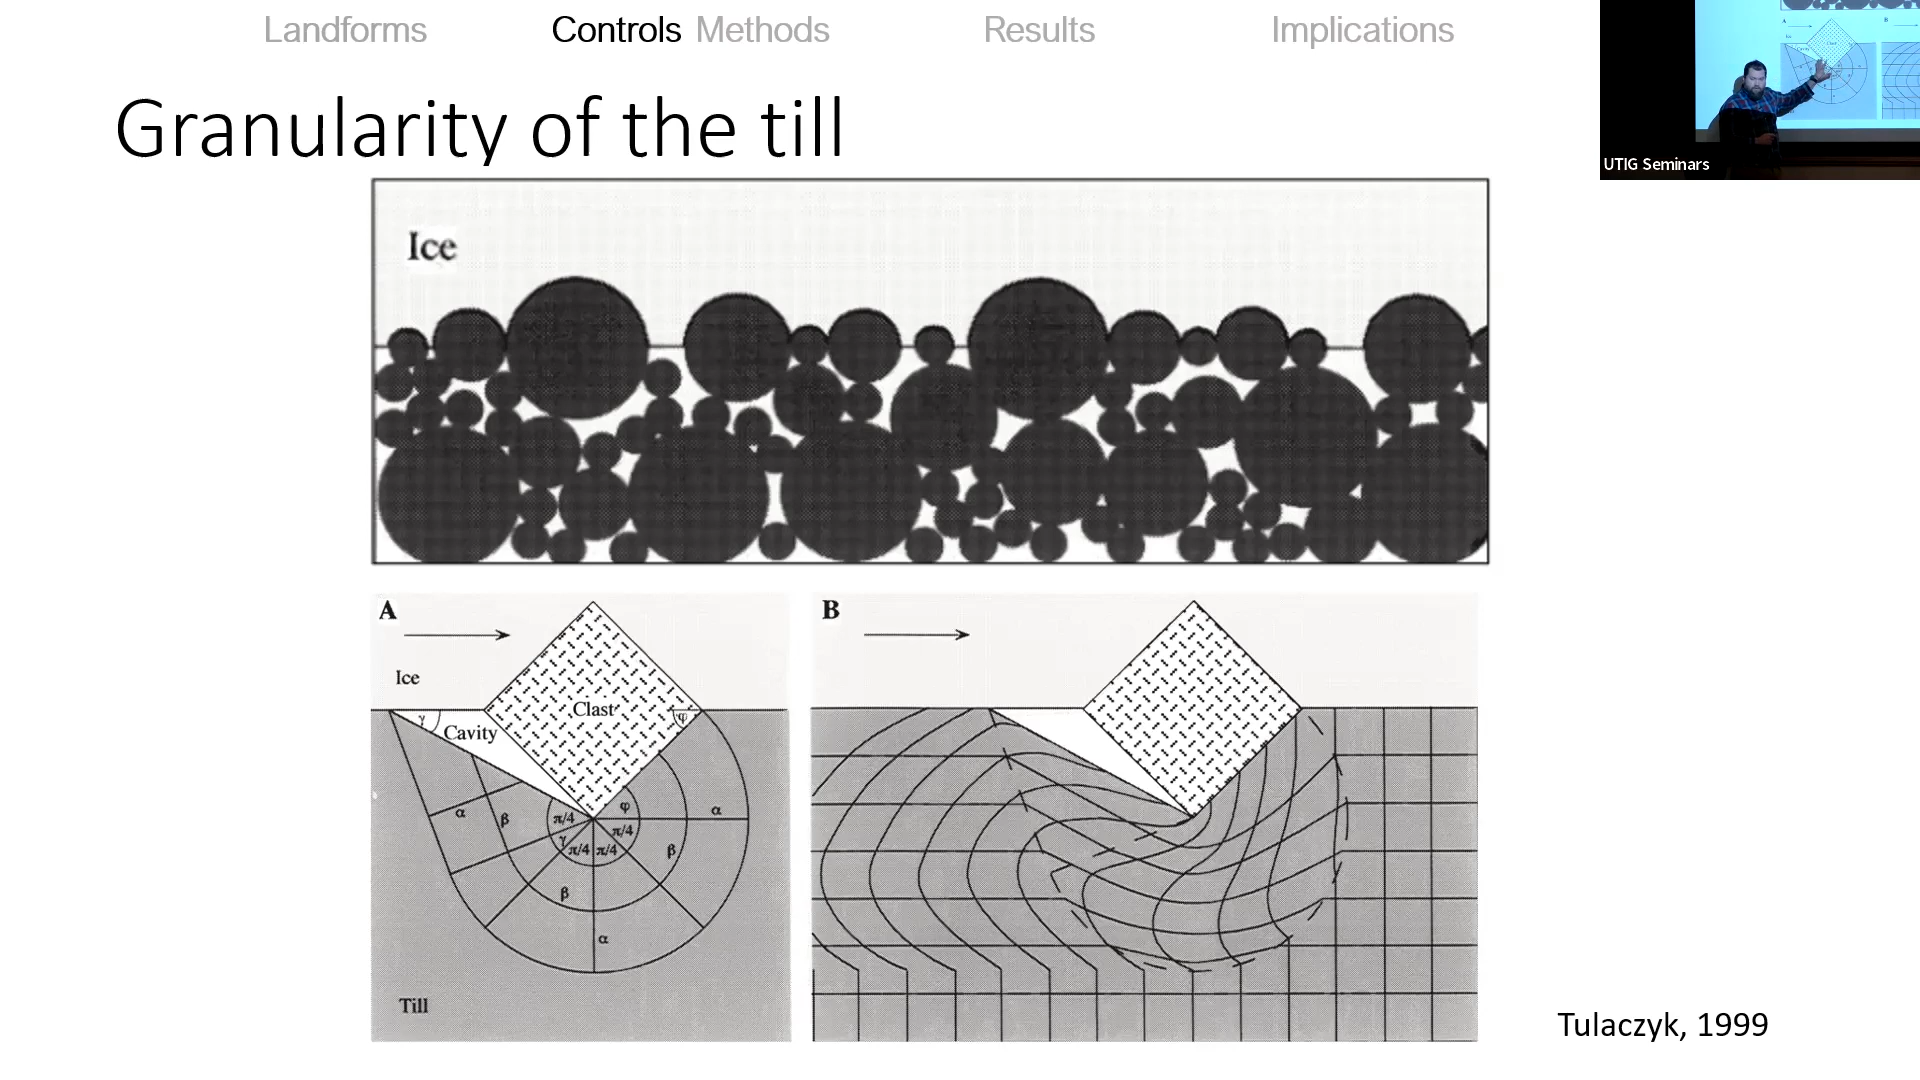 Landforms Controls Methods Results Implications
UTIG Seminars
Granularity of the till
Ice
A
Ice
γ
Cavity
Clast
φ
α
β
π/4
φ
α
γ
π/4
π/4
π/4
β
β
α
Till
B
Tulaczyk, 1999